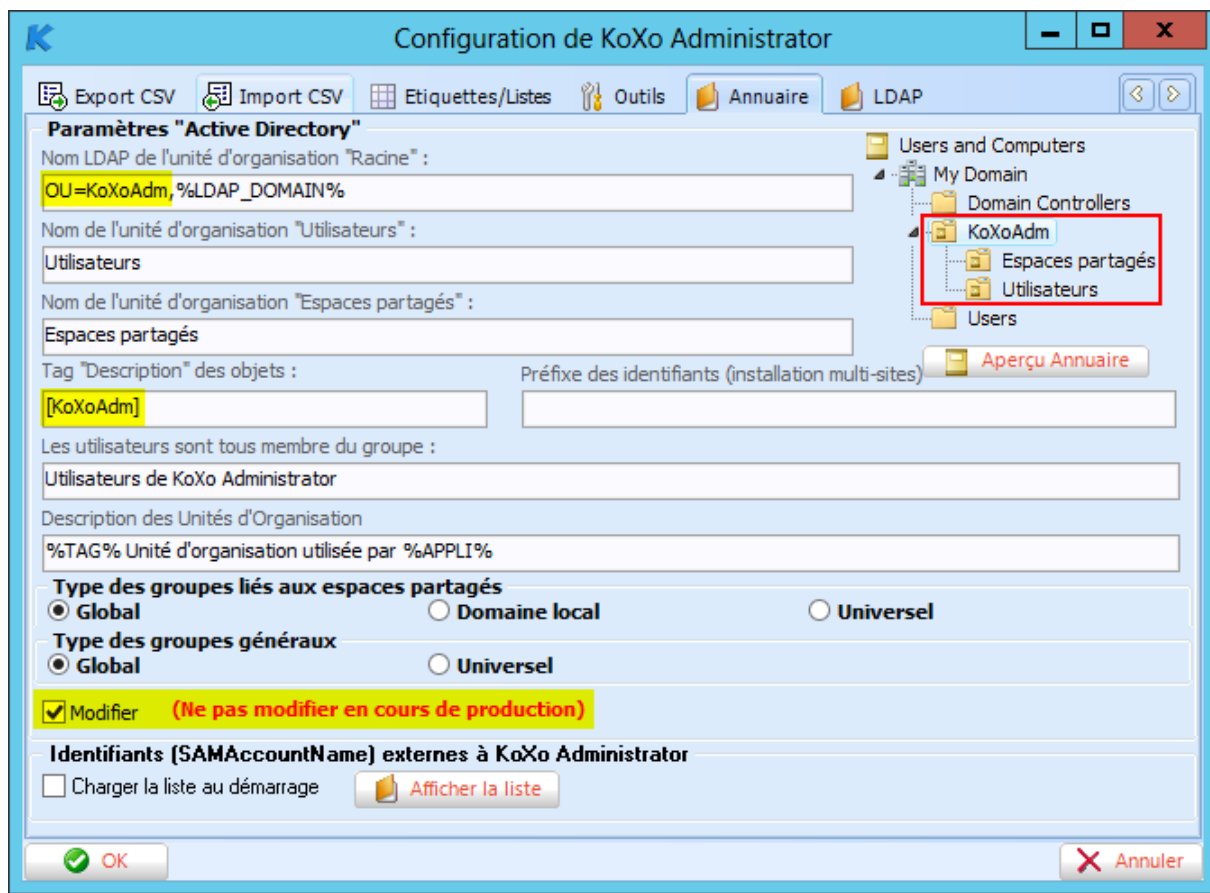 Configuration de KoXo Administrator
Export CSV Import CSV Etiquettes/Listes Outils Annuaire LDAP
Paramètres "Active Directory"
Nom LDAP de l'unité d'organisation "Racine" :
OU=KoXoAdm,%LDAP_DOMAIN%
Nom de l'unité d'organisation "Utilisateurs" :
Utilisateurs
Nom de l'unité d'organisation "Espaces partagés" :
Espaces partagés
Users and Computers
My Domain
Domain Controllers
KoXoAdm
Espaces partagés
Utilisateurs
Users
Aperçu Annuaire
Tag "Description" des objets :
[KoXoAdm]
Préfixe des identifiants (installation multi-sites)
Les utilisateurs sont tous membre du groupe :
Utilisateurs de KoXo Administrator
Description des Unités d'Organisation
%TAG% Unité d'organisation utilisée par %APPLI%
Type des groupes liés aux espaces partagés
Global Domaine local Universel
Type des groupes généraux
Global Universel
Modifier (Ne pas modifier en cours de production)
Identifiants (SAMAccountName) externes à KoXo Administrator
Charger la liste au démarrage Afficher la liste
OK Annuler